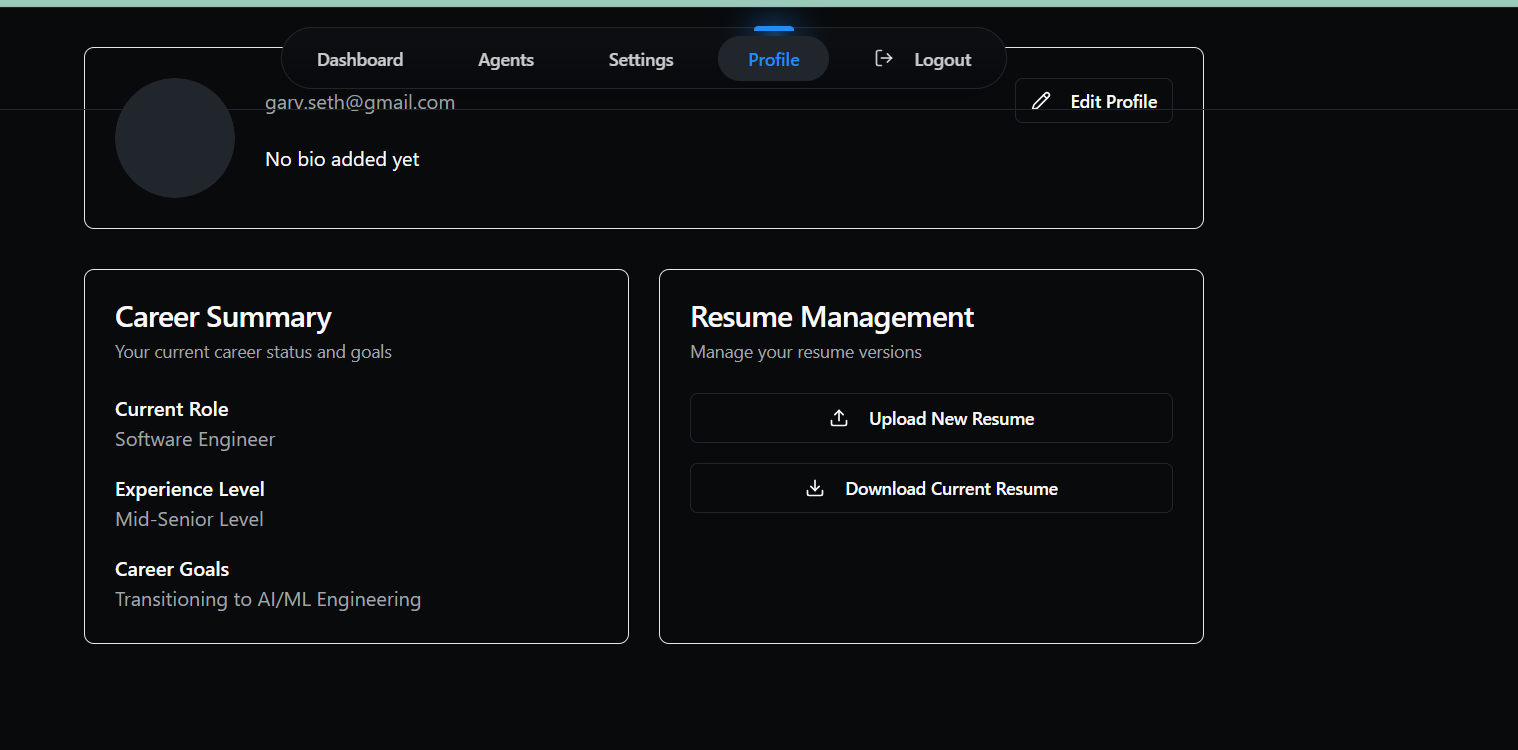 Dashboard Agents Settings Profile Logout
garv.seth@gmail.com
Edit Profile
No bio added yet
Career Summary
Your current career status and goals
Current Role
Software Engineer
Experience Level
Mid-Senior Level
Career Goals
Transitioning to AI/ML Engineering
Resume Management
Manage your resume versions
Upload New Resume
Download Current Resume